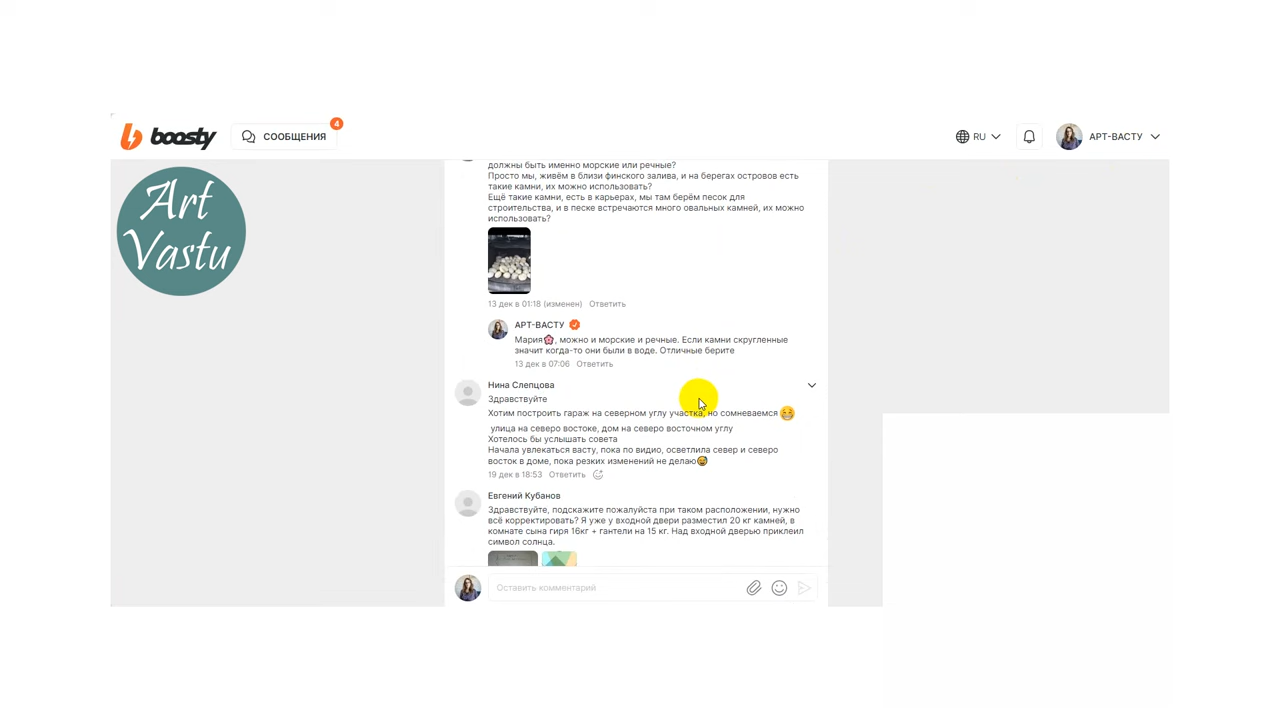 boosty
СООБЩЕНИЯ
4
RU
АРТ-ВАСТУ
Art
Vastu
должны быть именно морские или речные?
Просто мы, живём в близи финского залива, и на берегах островов есть
такие камни, их можно использовать?
Ещё такие камни, есть в карьерах, мы там берём песок для
строительства, и в песке встречаются много овальных камней, их можно
использовать?
13 дек в 01:18 (изменен) Ответить
АРТ-ВАСТУ
Мария🌸, можно и морские и речные. Если камни скругленные
значит когда-то они были в воде. Отличные берите
13 дек в 07:06 Ответить
Нина Слепцова
Здравствуйте
Хотим построить гараж на северном углу участка, но сомневаемся😁
улица на северо востоке, дом на северо восточном углу
Хотелось бы услышать совета
Начала увлекаться васту, пока по видио, осветлила север и северо
восток в доме, пока резких изменений не делаю😅
19 дек в 18:53 Ответить
Евгений Кубанов
Здравствуйте, подскажите пожалуйста при таком расположении, нужно
всё корректировать? Я уже у входной двери разместил 20 кг камней, в
комнате сына гиря 16кг + гантели на 15 кг. Над входной дверью приклеил
символ солнца.
Оставить комментарий